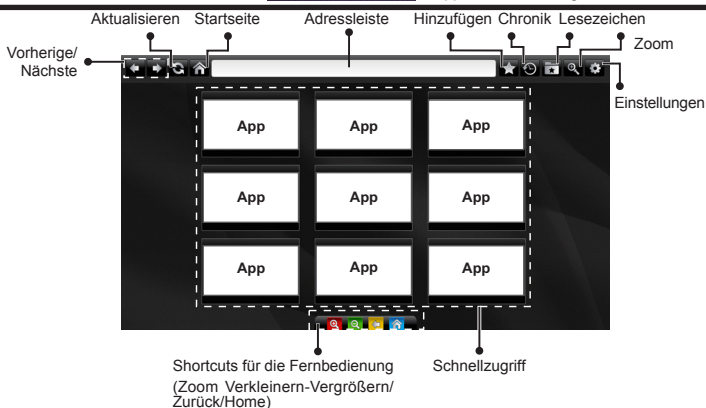 Aktualisieren Startseite Adressleiste Hinzufügen Chronik Lesezeichen
Zoom
Vorherige/
Nächste
Einstellungen
App App App
App App App
App App App
Shortcuts für die Fernbedienung
(Zoom Verkleinern-Vergrößern/
Zurück/Home)
Schnellzugriff